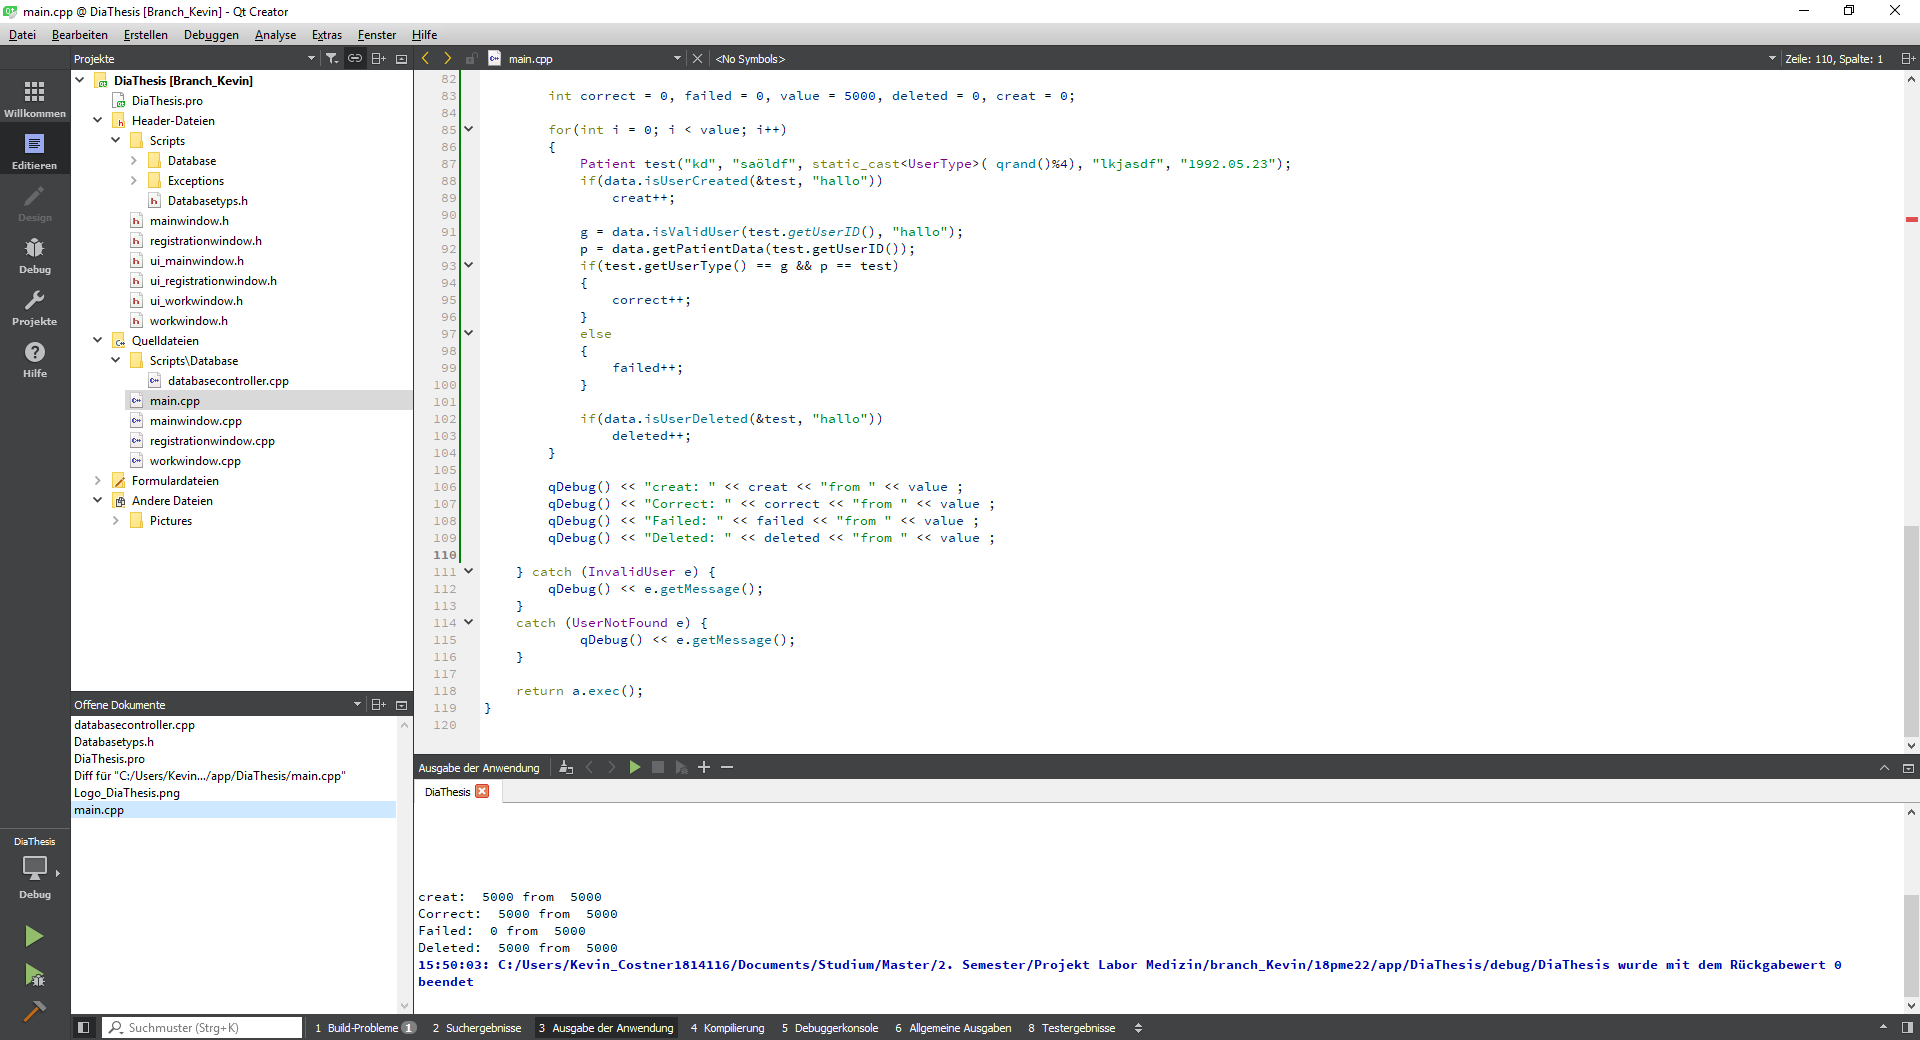 main.cpp @ DiaThesis [Branch_Kevin] - Qt Creator
Datei Bearbeiten Erstellen Debuggen Analyse Extras Fenster Hilfe
Projekte
main.cpp
<No Symbols>
Zeile: 110, Spalte: 1
Willkommen
Editieren
Design
Debug
Projekte
Hilfe
DiaThesis [Branch_Kevin]
DiaThesis.pro
Header-Dateien
Scripts
Database
Exceptions
Databasetyps.h
mainwindow.h
registrationwindow.h
ui_mainwindow.h
ui_registrationwindow.h
ui_workwindow.h
workwindow.h
Quelldateien
Scripts\Database
databasecontroller.cpp
main.cpp
mainwindow.cpp
registrationwindow.cpp
workwindow.cpp
Formulardateien
Andere Dateien
Pictures
Offene Dokumente
databasecontroller.cpp
Databasetyps.h
DiaThesis.pro
Diff für "C:/Users/Kevin.../app/DiaThesis/main.cpp"
Logo_DiaThesis.png
main.cpp
DiaThesis
Debug
82
83 int correct = 0, failed = 0, value = 5000, deleted = 0, creat = 0;
84
85 for(int i = 0; i < value; i++)
86 {
87 Patient test("kd", "saöldf", static_cast<UserType>( qrand()%4), "lkjasdf", "1992.05.23");
88 if(data.isUserCreated(&test, "hallo"))
89 creat++;
90
91 g = data.isValidUser(test.getUserID(), "hallo");
92 p = data.getPatientData(test.getUserID());
93 if(test.getUserType() == g && p == test)
94 {
95 correct++;
96 }
97 else
98 {
99 failed++;
100 }
101
102 if(data.isUserDeleted(&test, "hallo"))
103 deleted++;
104 }
105
106 qDebug() << "creat: " << creat << "from " << value ;
107 qDebug() << "Correct: " << correct << "from " << value ;
108 qDebug() << "Failed: " << failed << "from " << value ;
109 qDebug() << "Deleted: " << deleted << "from " << value ;
110
111 } catch (InvalidUser e) {
112 qDebug() << e.getMessage();
113 }
114 catch (UserNotFound e) {
115 qDebug() << e.getMessage();
116 }
117
118 return a.exec();
119 }
120
Ausgabe der Anwendung
DiaThesis
creat: 5000 from 5000
Correct: 5000 from 5000
Failed: 0 from 5000
Deleted: 5000 from 5000
15:50:03: C:/Users/Kevin_Costner1814116/Documents/Studium/Master/2. Semester/Projekt Labor Medizin/branch_Kevin/18pme22/app/DiaThesis/debug/DiaThesis wurde mit dem Rückgabewert 0
beendet
Suchmuster (Strg+K)
1 Build-Probleme 1 2 Suchergebnisse 3 Ausgabe der Anwendung 4 Kompilierung 5 Debuggerkonsole 6 Allgemeine Ausgaben 8 Testergebnisse